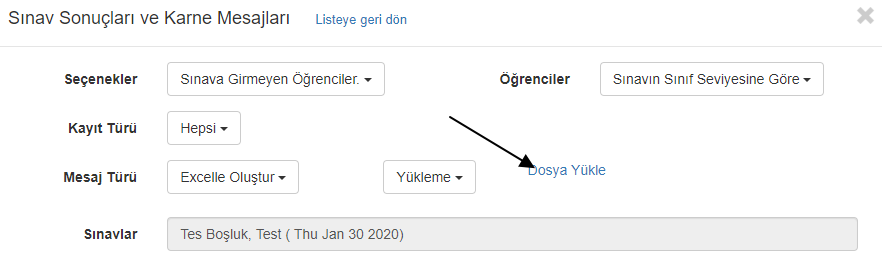 Sınav Sonuçları ve Karne Mesajları Listeye geri dön
Seçenekler Sınava Girmeyen Öğrenciler. Öğrenciler Sınavın Sınıf Seviyesine Göre
Kayıt Türü Hepsi
Mesaj Türü Excelle Oluştur Yükleme Dosya Yükle
Sınavlar Tes Boşluk, Test ( Thu Jan 30 2020)